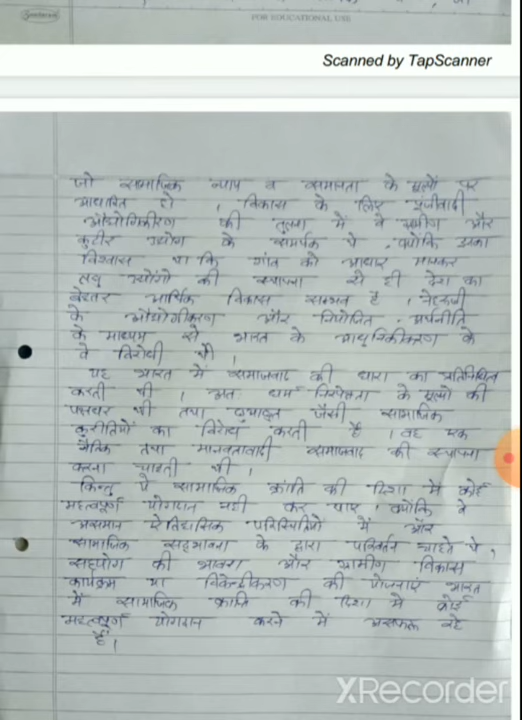 FOR EDUCATIONAL USE
Scanned by TapScanner
जो सामाजिक न्याय व समानता के मूल्यों पर
आधारित हो । विकास के लिए पूंजीवादी
औद्योगिकीकरण की तुलना में वे ग्रामीण और
कुटीर उद्योग के समर्थक थे क्योंकि उनका
विश्वास था कि गांव को आधार मानकर
लघु उद्योगों की स्थापना से ही देश का
बेहतर आर्थिक विकास सम्भव है । नेहरूजी
के औद्योगीकरण और नियोजित अर्थनीति
के माध्यम से भारत के आधुनिकीकरण के
वे विरोधी थी ।
यह भारत में समाजवाद की धारा का प्रतिनिधित्व
करती थी । अतः धर्म निरपेक्षता के मूल्यों की
पक्षधर थी तथा छुआछूत जैसी सामाजिक
कुरीतियों का विरोध करती है । वह एक
नैतिक तथा मानवतावादी समाजवाद की स्थापना
करना चाहती थी ।
किन्तु ये सामाजिक क्रांति की दिशा में कोई
महत्वपूर्ण योगदान नहीं कर पाए । क्योंकि वे
असमान ऐतिहासिक परिस्थितियों में और
सामाजिक सद्भावना के द्वारा परिवर्तन चाहते थे ,
सहयोग की भावना और ग्रामीण विकास
कार्यक्रम या विकेन्द्रीकरण की योजनाएं भारत
में सामाजिक क्रान्ति की दिशा में कोई
महत्वपूर्ण योगदान करने में असफल रहे
हैं ।
XRecorder